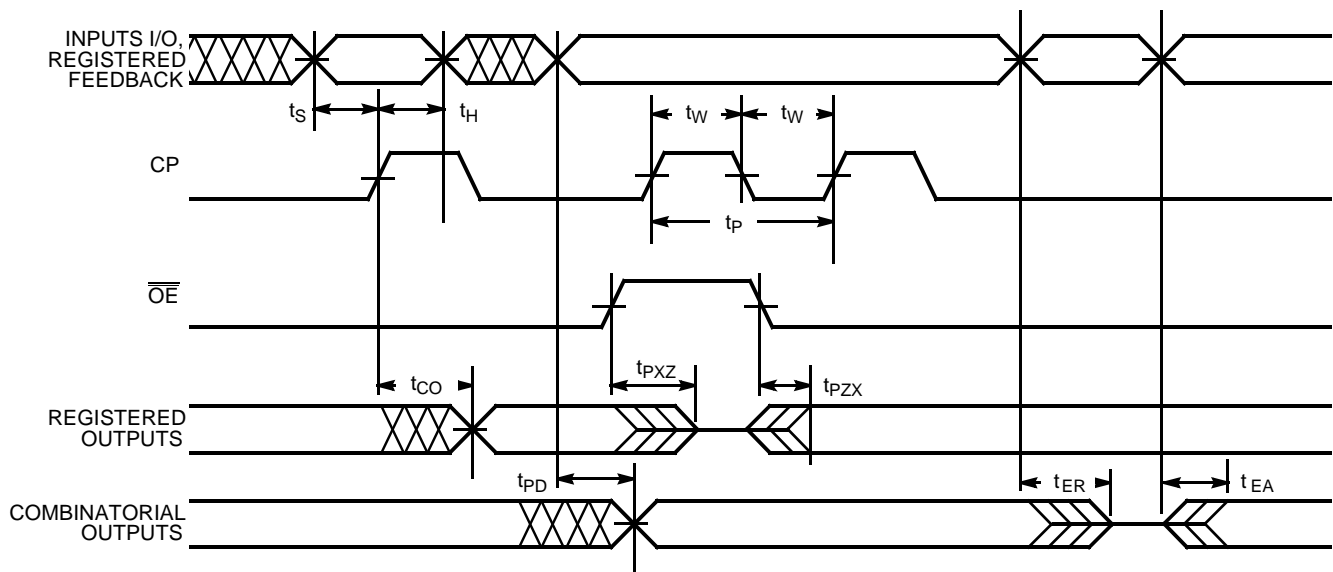 INPUTS I/O,
REGISTERED
FEEDBACK
tS
tH
tW
tW
CP
tP
OE
tCO
tPXZ
tPZX
REGISTERED
OUTPUTS
tPD
tER
tEA
COMBINATORIAL
OUTPUTS